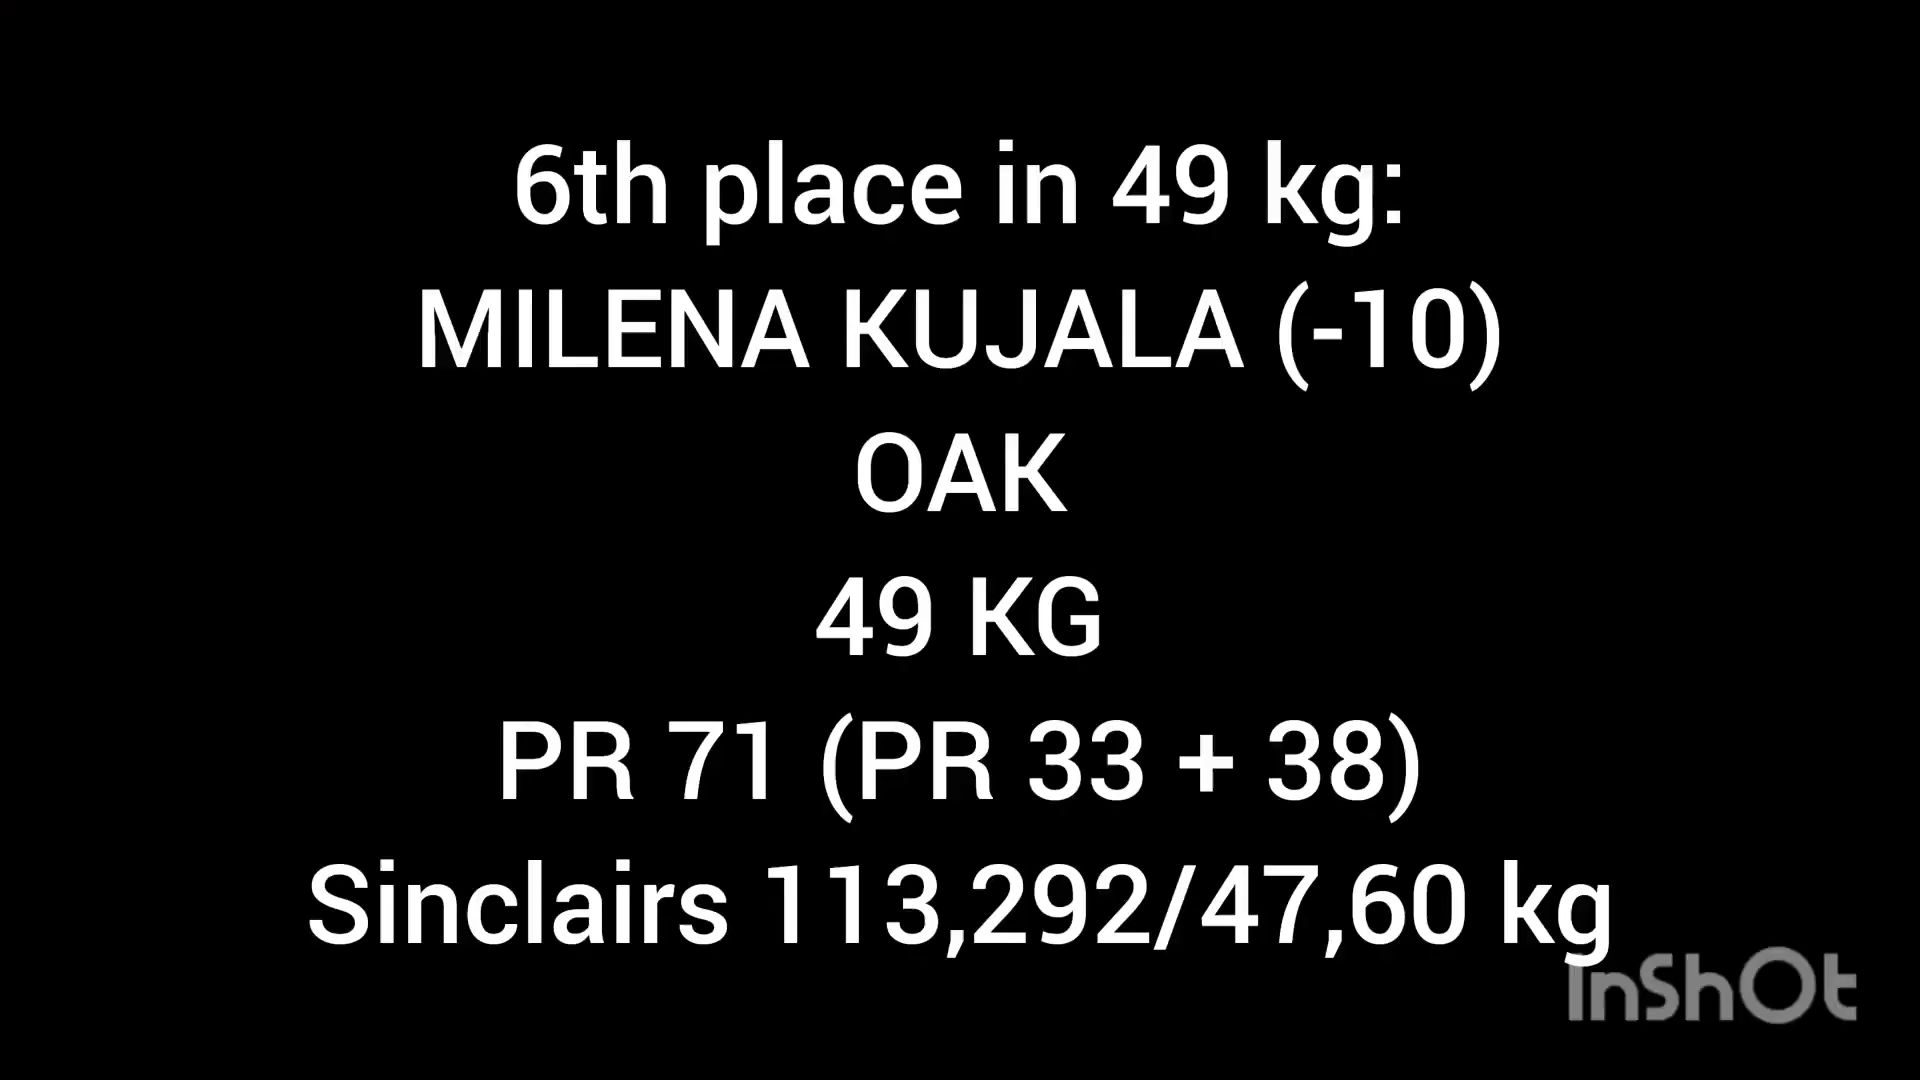 6th place in 49 kg:
MILENA KUJALA (-10)
OAK
49 KG
PR 71 (PR 33 + 38)
Sinclairs 113,292/47,60 kg
InShOt